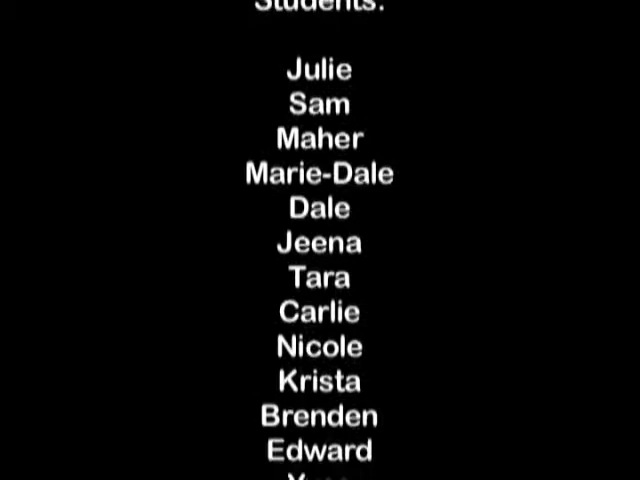 Students:
Julie
Sam
Maher
Marie-Dale
Dale
Jeena
Tara
Carlie
Nicole
Krista
Brenden
Edward